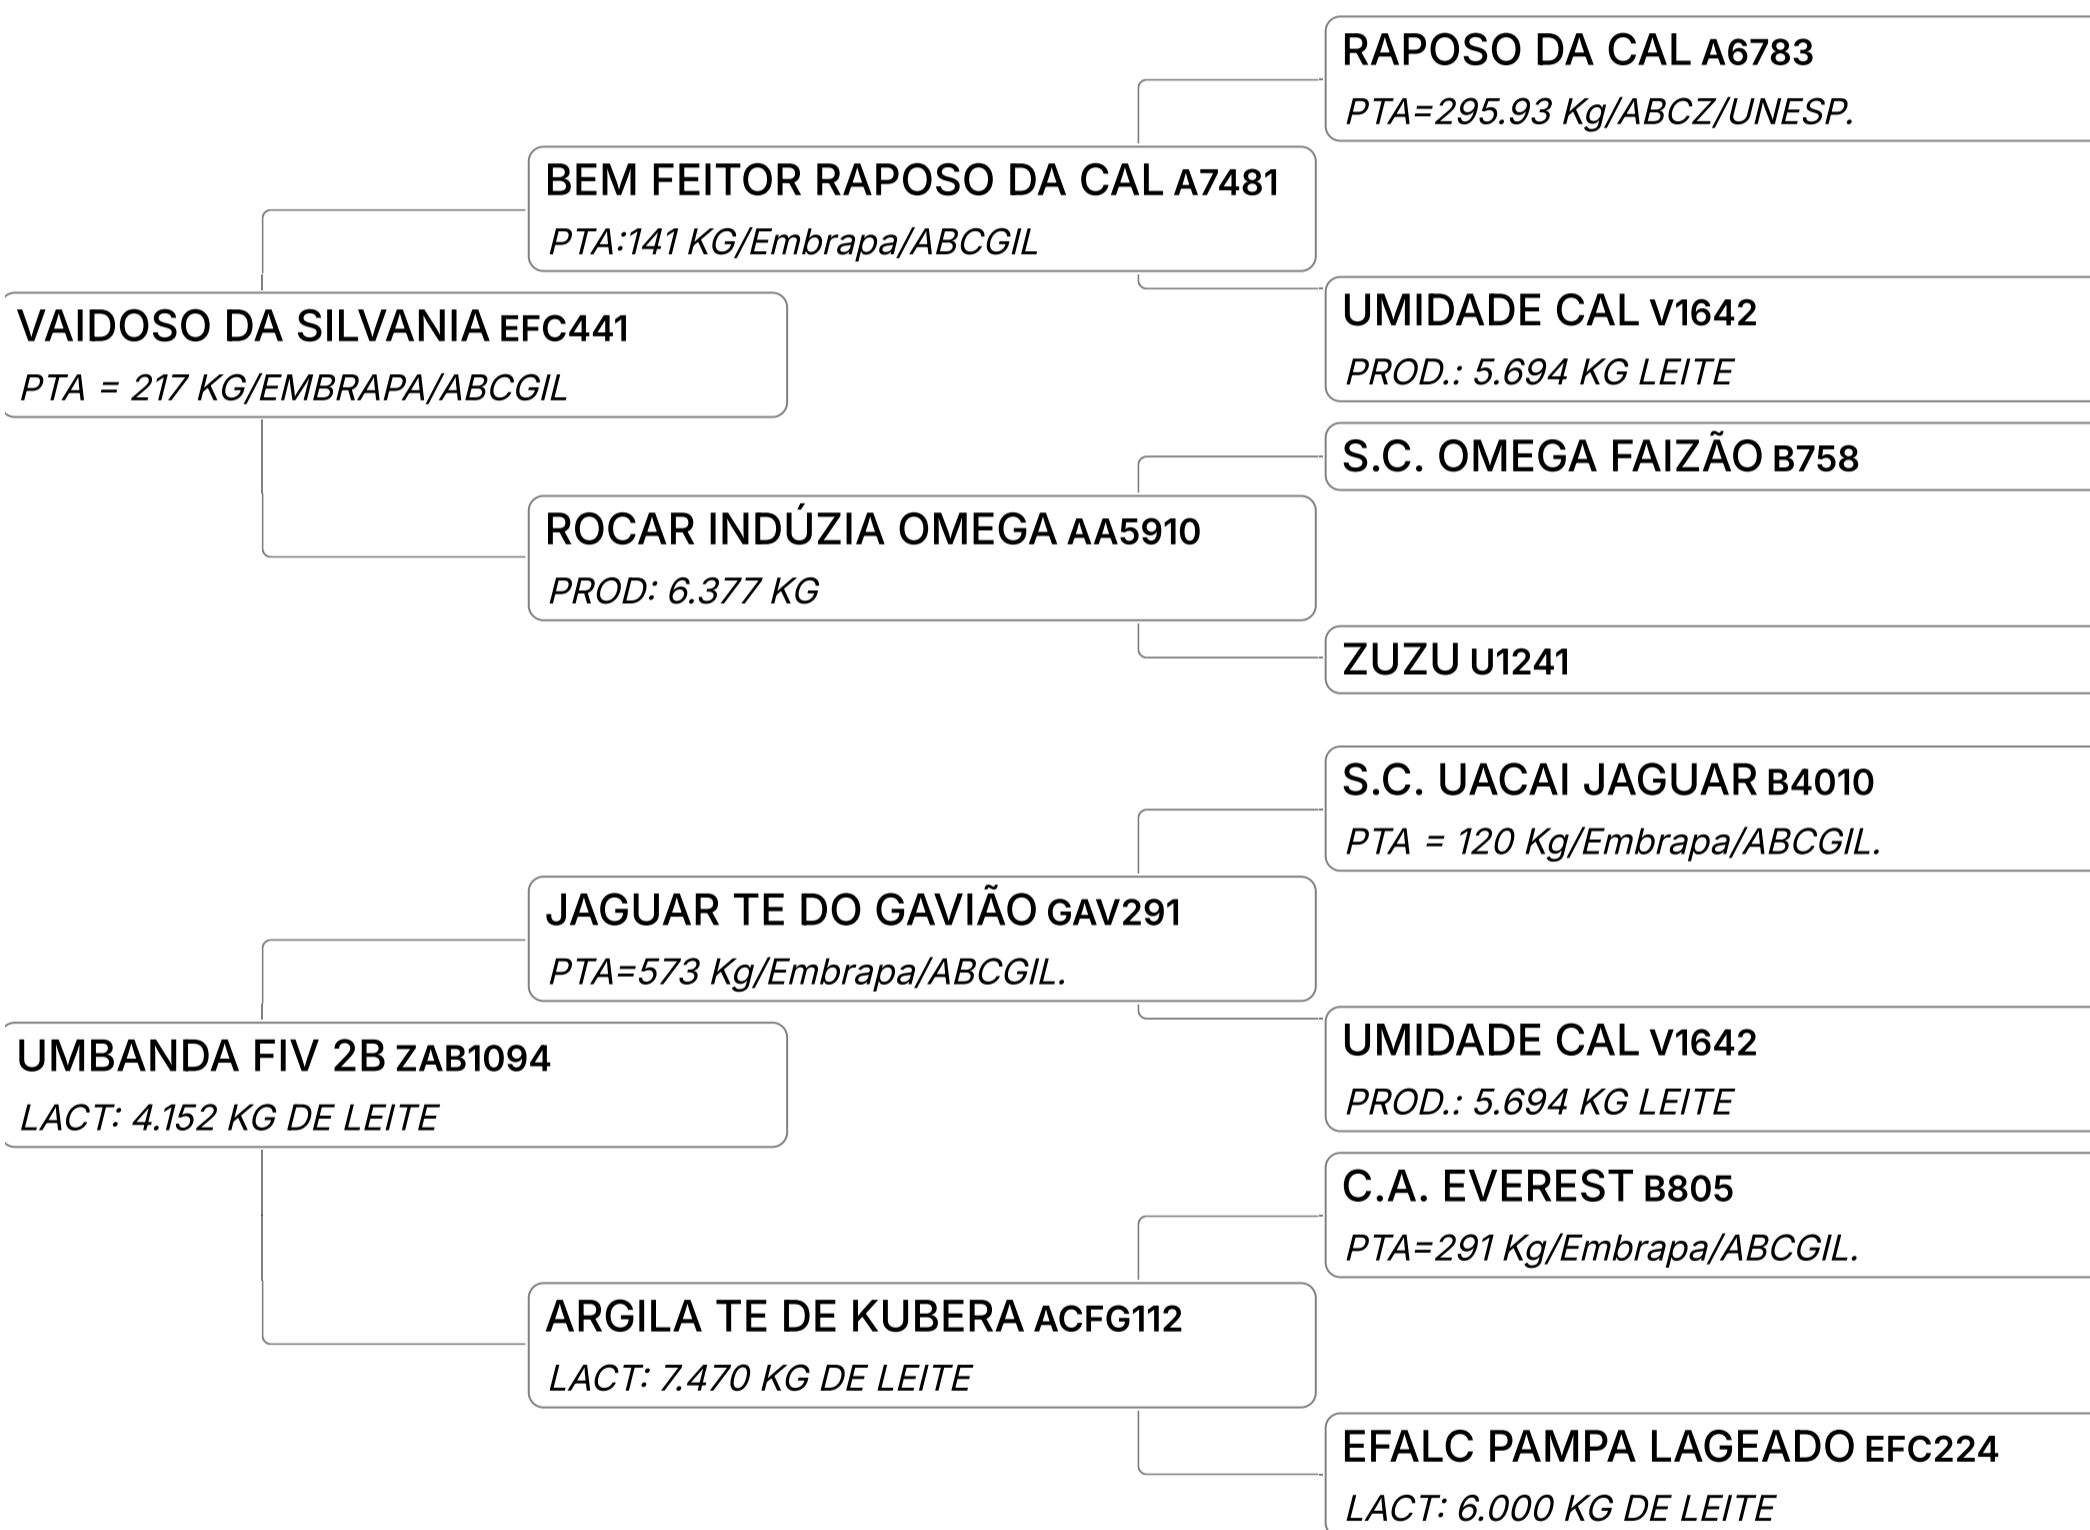 RAPOSO DA CAL A6783
PTA=295.93 Kg/ABCZ/UNESP.
BEM FEITOR RAPOSO DA CAL A7481
PTA:141 KG/Embrapa/ABCGIL
UMIDADE CAL V1642
PROD.: 5.694 KG LEITE
VAIDOSO DA SILVANIA EFC441
PTA = 217 KG/EMBRAPA/ABCGIL
S.C. OMEGA FAIZÃO B758
ROCAR INDÚZIA OMEGA AA5910
PROD: 6.377 KG
ZUZU U1241
S.C. UACAI JAGUAR B4010
PTA = 120 Kg/Embrapa/ABCGIL.
JAGUAR TE DO GAVIÃO GAV291
PTA=573 Kg/Embrapa/ABCGIL.
UMIDADE CAL V1642
PROD.: 5.694 KG LEITE
UMBANDA FIV 2B ZAB1094
LACT: 4.152 KG DE LEITE
C.A. EVEREST B805
PTA=291 Kg/Embrapa/ABCGIL.
ARGILA TE DE KUBERA ACFG112
LACT: 7.470 KG DE LEITE
EFALC PAMPA LAGEADO EFC224
LACT: 6.000 KG DE LEITE